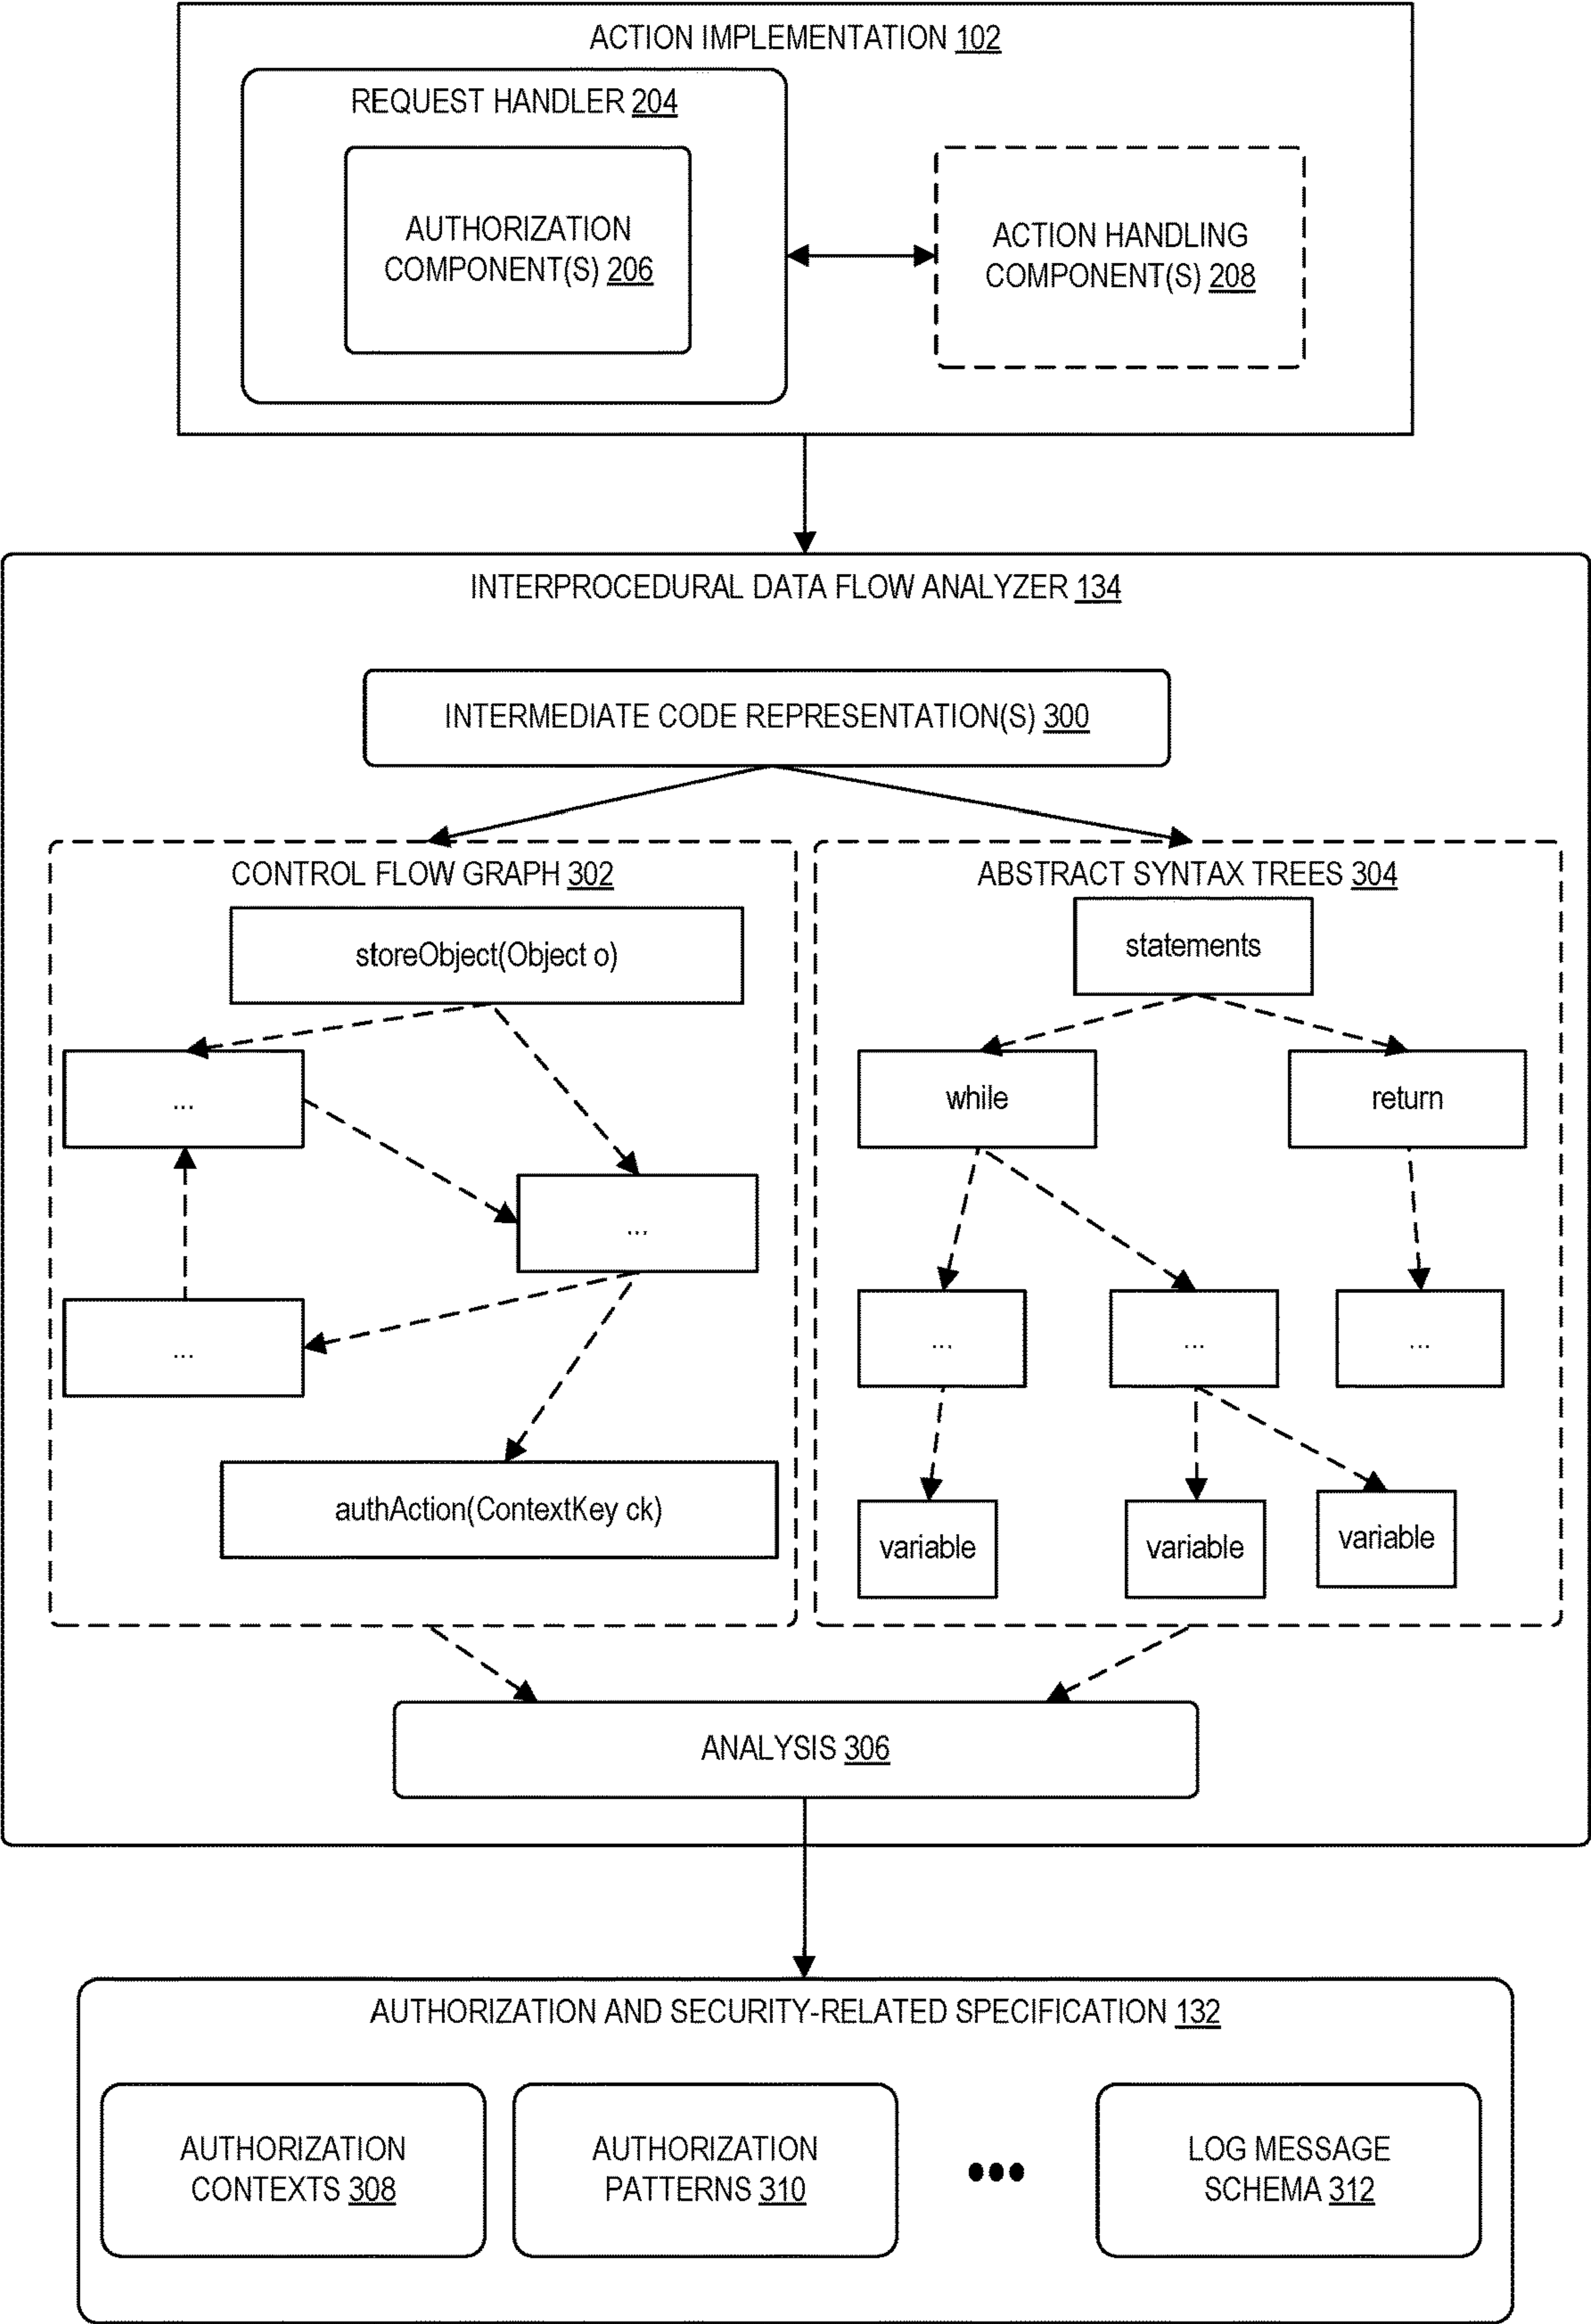 ACTION IMPLEMENTATION 102
REQUEST HANDLER 204
AUTHORIZATION
COMPONENT(S) 206
ACTION HANDLING
COMPONENT(S) 208
INTERPROCEDURAL DATA FLOW ANALYZER 134
INTERMEDIATE CODE REPRESENTATION(S) 300
CONTROL FLOW GRAPH 302
storeObject(Object o)
...
...
...
authAction(ContextKey ck)
ABSTRACT SYNTAX TREES 304
statements
while
return
...
...
...
variable
variable
variable
ANALYSIS 306
AUTHORIZATION AND SECURITY-RELATED SPECIFICATION 132
AUTHORIZATION
CONTEXTS 308
AUTHORIZATION
PATTERNS 310
•••
LOG MESSAGE
SCHEMA 312